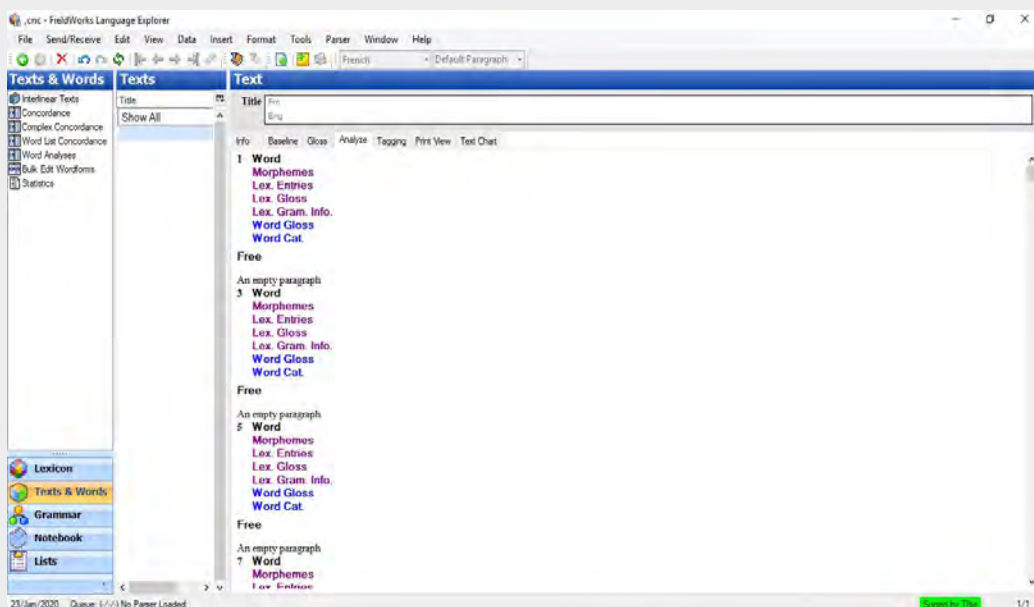 .cnc - FieldWorks Language Explorer
File Send/Receive Edit View Data Insert Format Tools Parser Window Help
French Default Paragraph
Texts & Words Texts Text
Interlinear Texts
Concordance
Complex Concordance
Word List Concordance
Word Analyses
Bulk Edit Wordforms
Statistics
Title
Show All
Title Fre
Eng
Info Baseline Gloss Analyze Tagging Print View Text Chart
1 Word
Morphemes
Lex. Entries
Lex. Gloss
Lex. Gram. Info.
Word Gloss
Word Cat.
Free
An empty paragraph
3 Word
Morphemes
Lex. Entries
Lex. Gloss
Lex. Gram. Info.
Word Gloss
Word Cat.
Free
An empty paragraph
5 Word
Morphemes
Lex. Entries
Lex. Gloss
Lex. Gram. Info.
Word Gloss
Word Cat.
Free
An empty paragraph
7 Word
Morphemes
Lex. Entries
Lexicon
Texts & Words
Grammar
Notebook
Lists
23/Jan/2020 Queue: (-/-/-) No Parser Loaded Sorted by Title 1/1